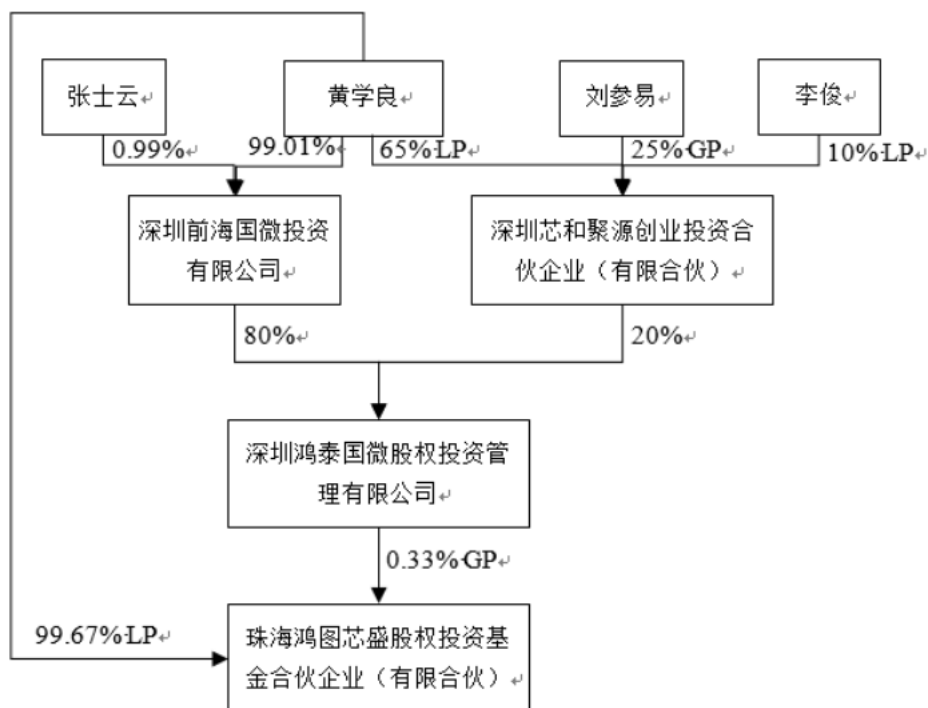 张士云
黄学良
刘参易
李俊
0.99%
99.01%
65% LP
25% GP
10% LP
深圳前海国微投资
有限公司
深圳芯和聚源创业投资合
伙企业（有限合伙）
80%
20%
深圳鸿泰国微股权投资管
理有限公司
0.33% GP
99.67% LP
珠海鸿图芯盛股权投资基
金合伙企业（有限合伙）